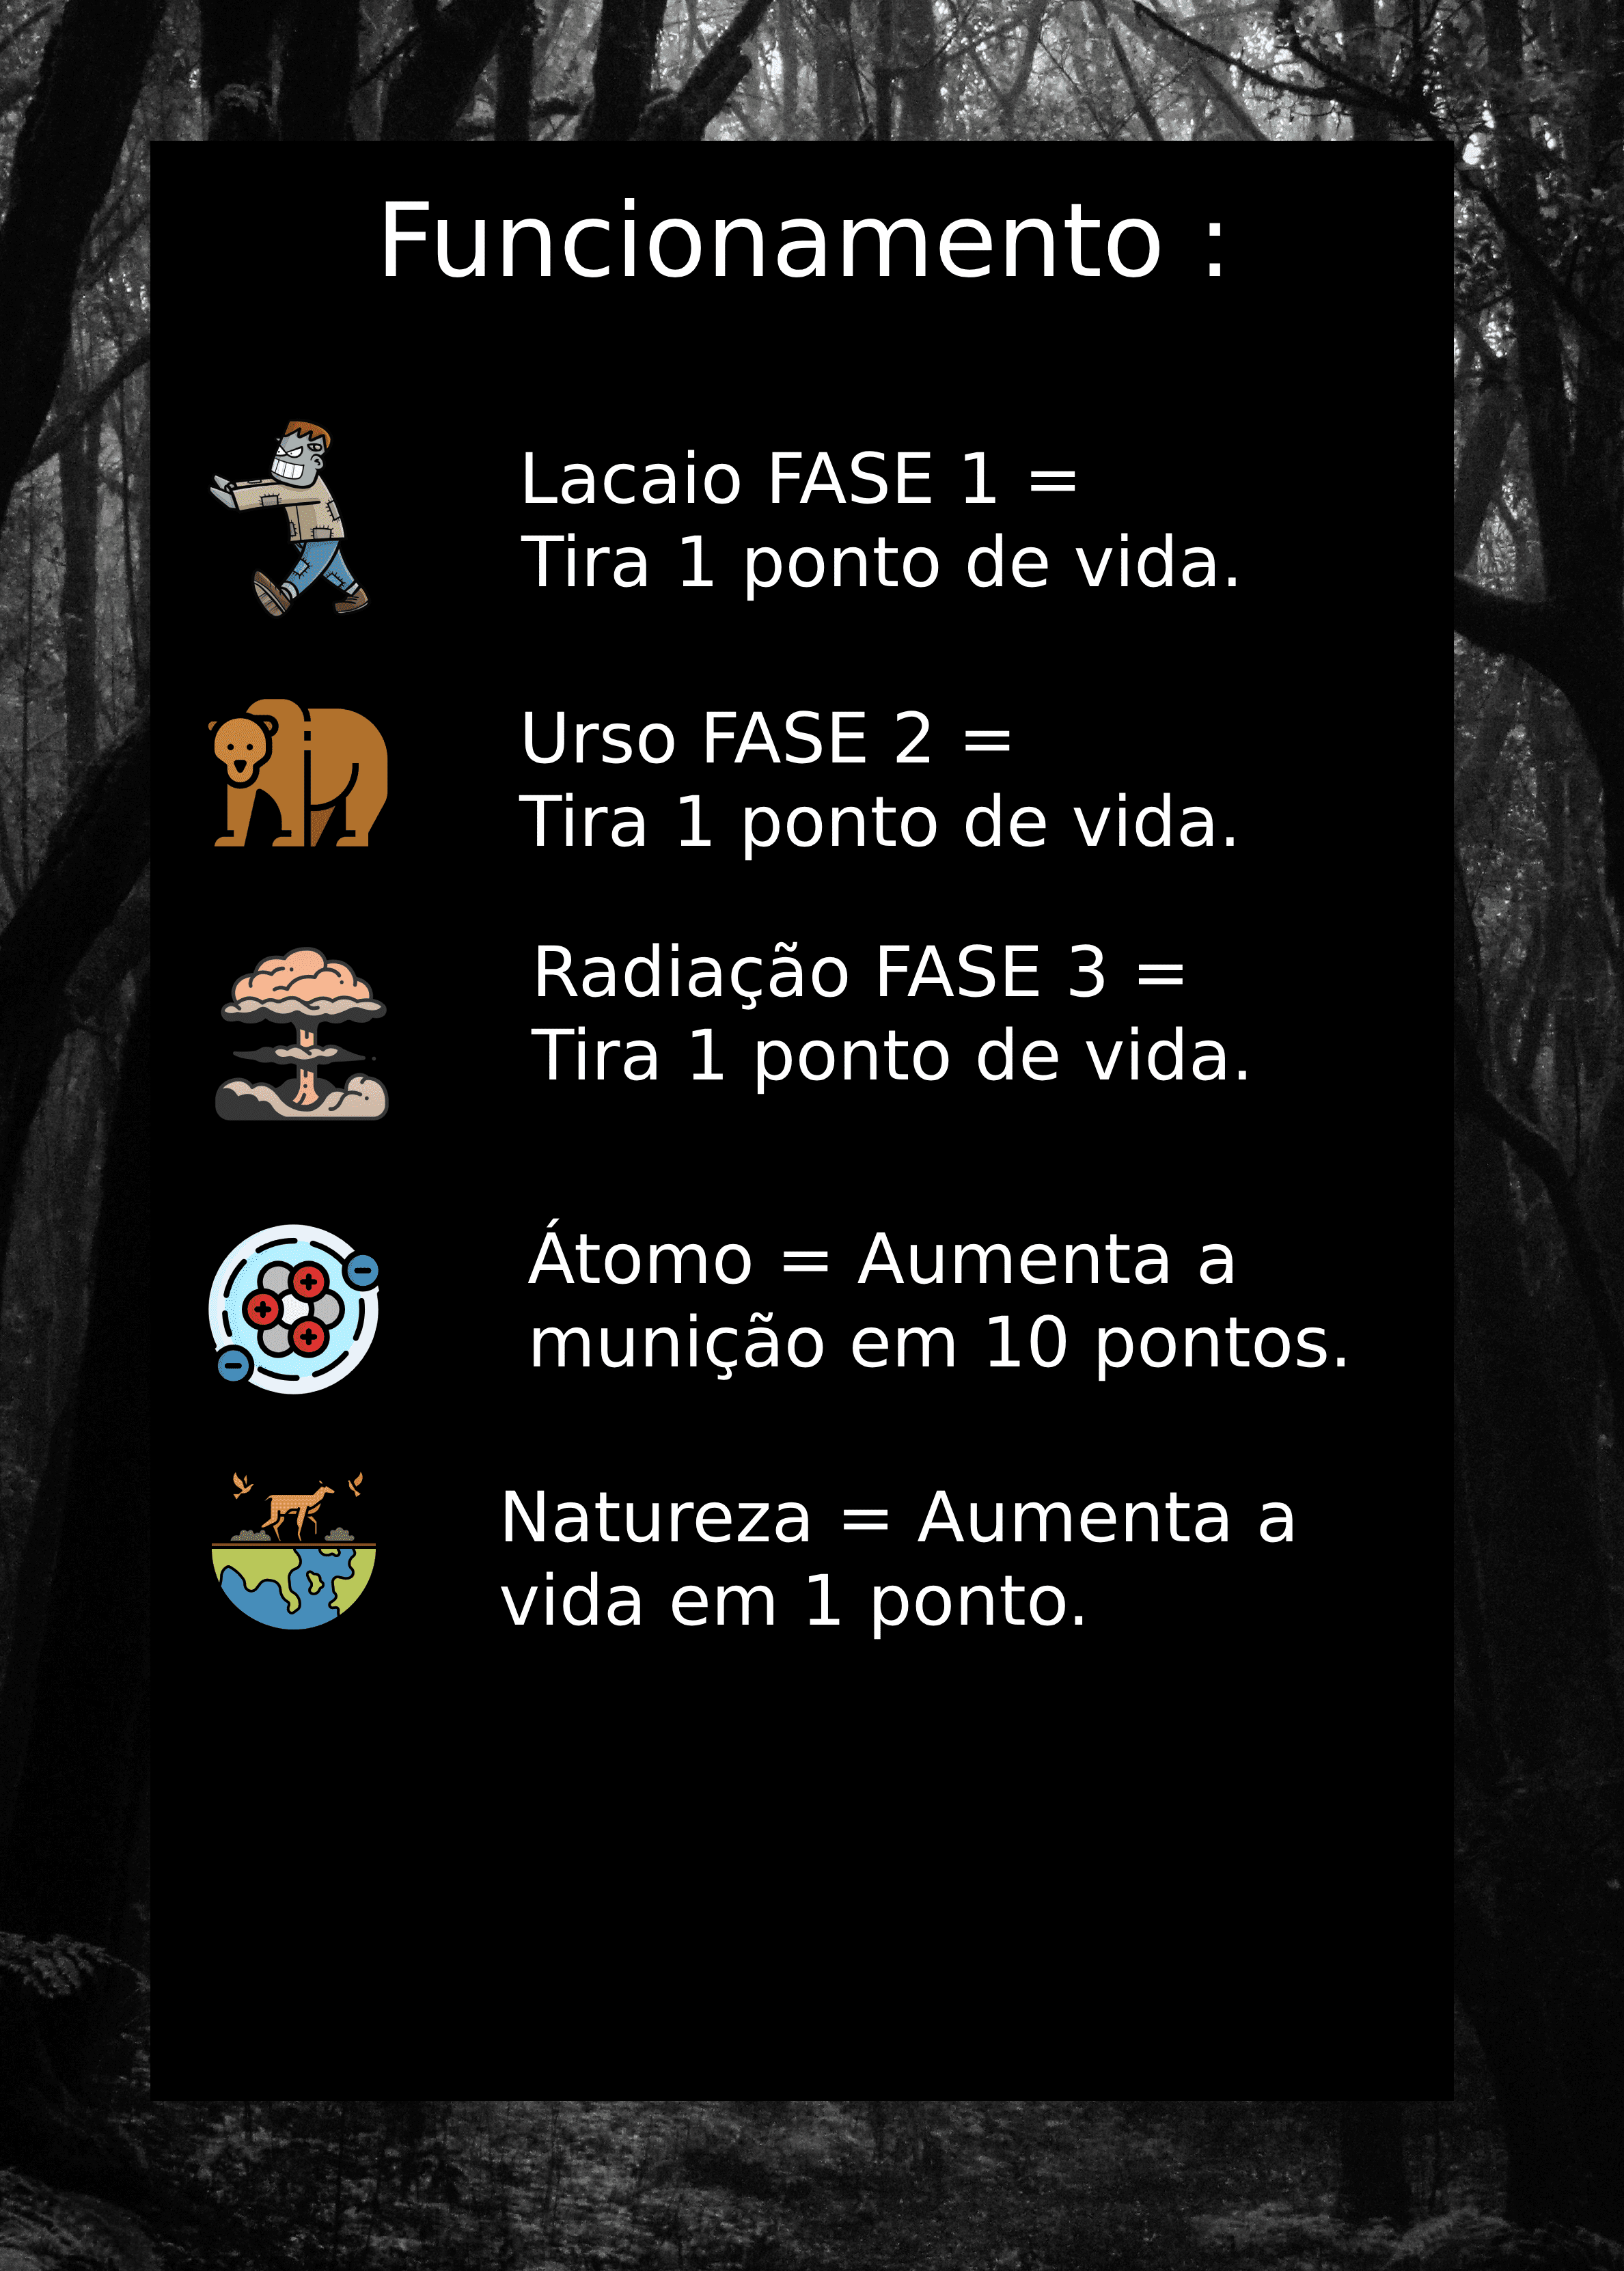 Funcionamento :
Lacaio FASE 1 =
Tira 1 ponto de vida.
Urso FASE 2 =
Tira 1 ponto de vida.
Radiação FASE 3 =
Tira 1 ponto de vida.
Átomo = Aumenta a
munição em 10 pontos.
Natureza = Aumenta a
vida em 1 ponto.